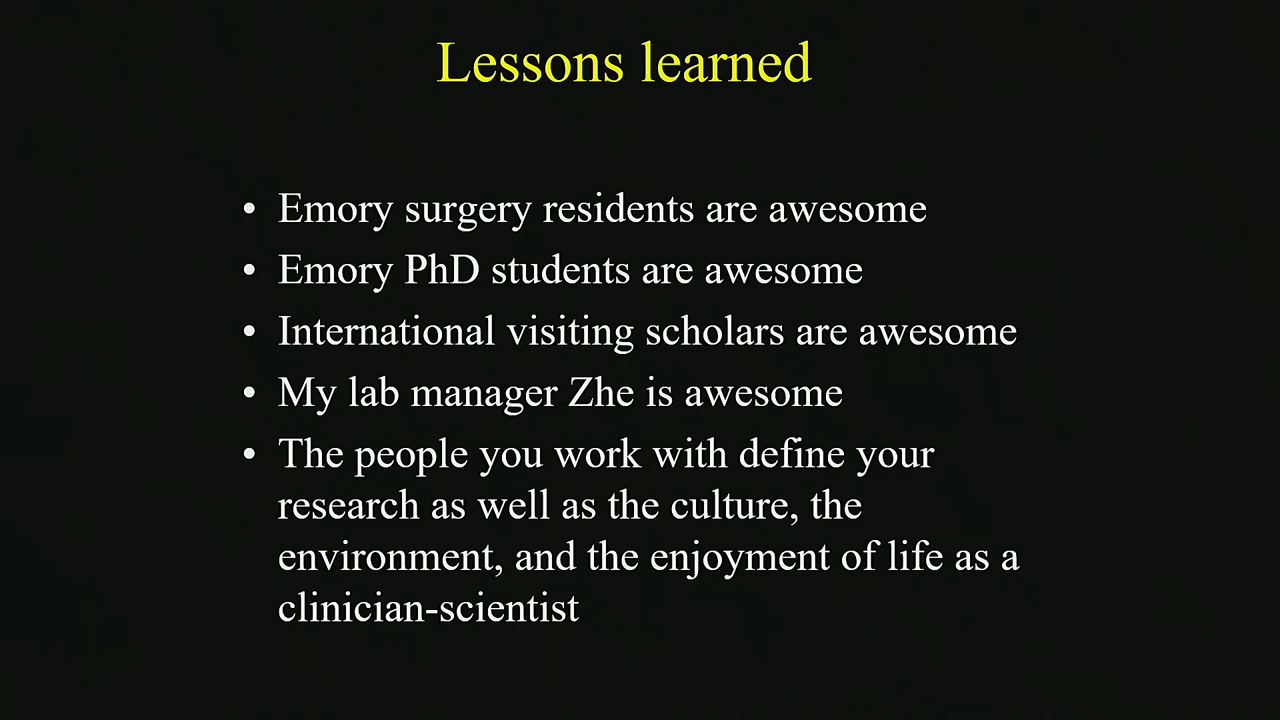 Lessons learned
• Emory surgery residents are awesome
• Emory PhD students are awesome
• International visiting scholars are awesome
• My lab manager Zhe is awesome
• The people you work with define your
research as well as the culture, the
environment, and the enjoyment of life as a
clinician-scientist